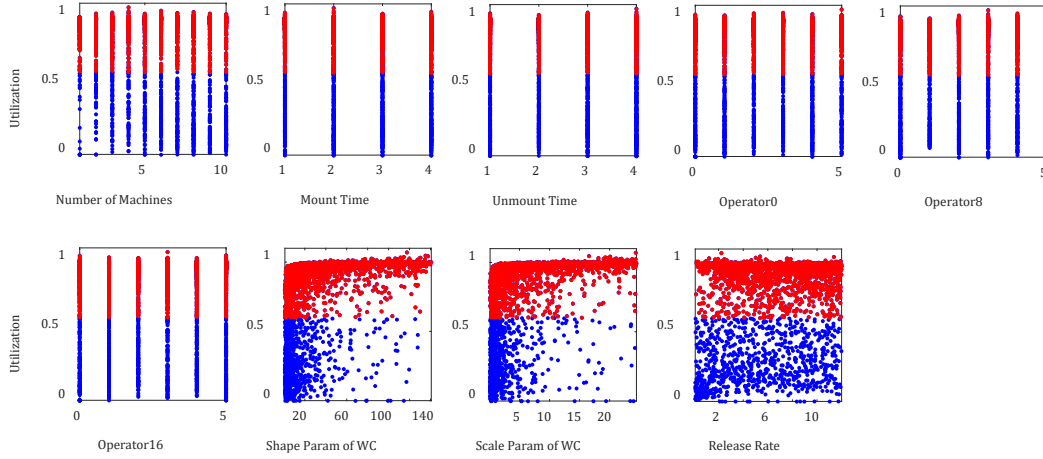 1 1 1 1 1
0.5 0.5 0.5 0.5 0.5
Utilization
0 0 0 0 0
5 10 1 2 3 4 1 2 3 4 0 5 0 5
Number of Machines Mount Time Unmount Time Operator0 Operator8
1 1 1 1
0.5 0.5 0.5 0.5
Utilization
0 0 0 0
0 5 20 60 100 140 5 10 15 20 2 6 10
Operator16 Shape Param of WC Scale Param of WC Release Rate